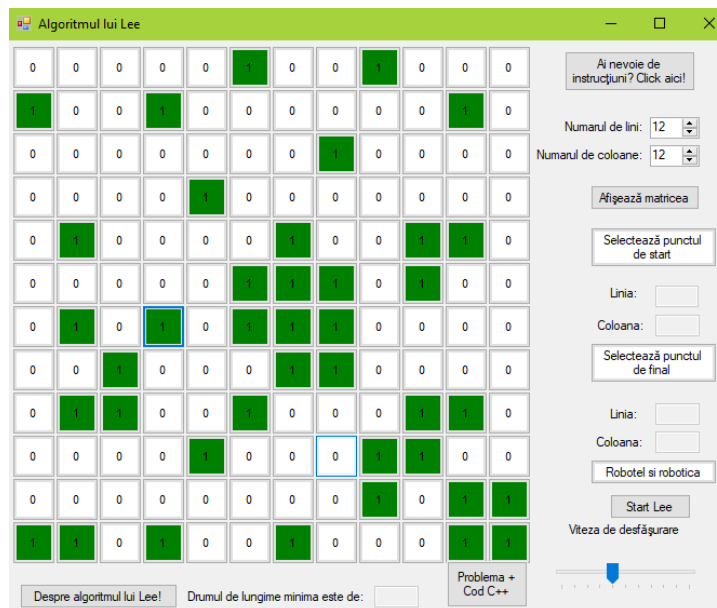 Algoritmul lui Lee
0 0 0 0 0 1 0 0 1 0 0 0
1 0 0 1 0 0 0 0 0 0 1 0
0 0 0 0 0 0 0 1 0 0 0 0
0 0 0 0 1 0 0 0 0 0 0 0
0 1 0 0 0 0 1 0 0 1 1 0
0 0 0 0 0 1 1 1 0 1 0 0
0 1 0 1 0 1 1 1 0 0 0 0
0 0 1 0 0 0 1 1 0 0 0 0
0 1 1 0 0 1 0 0 0 1 1 0
0 0 0 0 1 0 0 0 1 1 0 0
0 0 0 0 0 0 0 0 1 0 1 1
1 1 0 1 0 0 1 0 0 0 1 1
Ai nevoie de
instrucţiuni? Click aici!
Numarul de lini: 12
Numarul de coloane: 12
Afişează matricea
Selectează punctul
de start
Linia:
Coloana:
Selectează punctul
de final
Linia:
Coloana:
Robotel si robotica
Start Lee
Viteza de desfăşurare
Despre algoritmul lui Lee!
Drumul de lungime minima este de:
Problema +
Cod C++